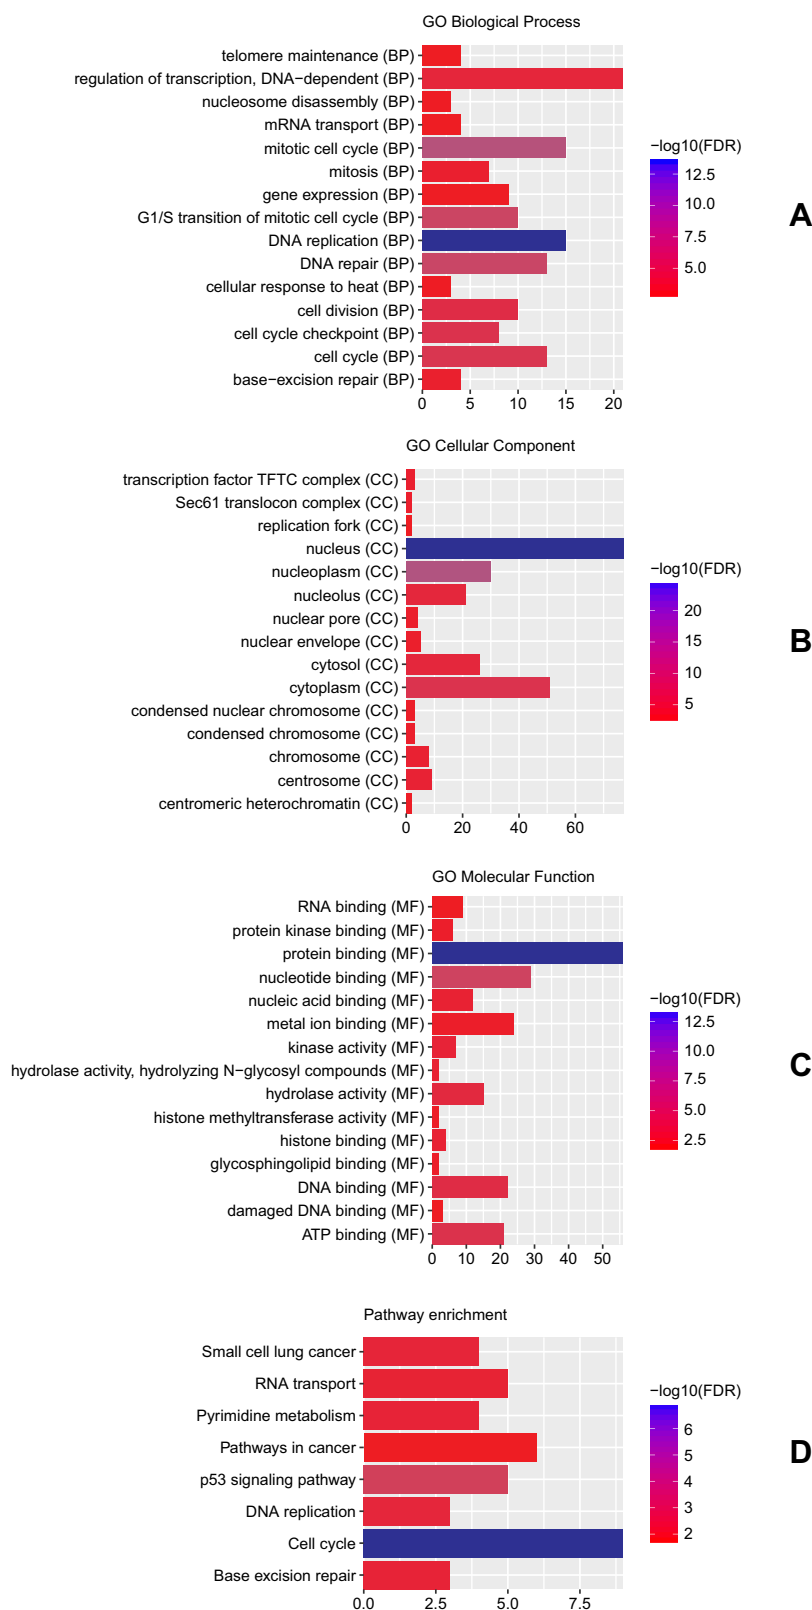 GO Biological Process
telomere maintenance (BP)
regulation of transcription, DNA−dependent (BP)
nucleosome disassembly (BP)
mRNA transport (BP)
mitotic cell cycle (BP)
mitosis (BP)
gene expression (BP)
G1/S transition of mitotic cell cycle (BP)
DNA replication (BP)
DNA repair (BP)
cellular response to heat (BP)
cell division (BP)
cell cycle checkpoint (BP)
cell cycle (BP)
base−excision repair (BP)
0 5 10 15 20
−log10(FDR)
12.5
10.0
7.5
5.0
A
GO Cellular Component
transcription factor TFTC complex (CC)
Sec61 translocon complex (CC)
replication fork (CC)
nucleus (CC)
nucleoplasm (CC)
nucleolus (CC)
nuclear pore (CC)
nuclear envelope (CC)
cytosol (CC)
cytoplasm (CC)
condensed nuclear chromosome (CC)
condensed chromosome (CC)
chromosome (CC)
centrosome (CC)
centromeric heterochromatin (CC)
0 20 40 60
−log10(FDR)
20
15
10
5
B
GO Molecular Function
RNA binding (MF)
protein kinase binding (MF)
protein binding (MF)
nucleotide binding (MF)
nucleic acid binding (MF)
metal ion binding (MF)
kinase activity (MF)
hydrolase activity, hydrolyzing N−glycosyl compounds (MF)
hydrolase activity (MF)
histone methyltransferase activity (MF)
histone binding (MF)
glycosphingolipid binding (MF)
DNA binding (MF)
damaged DNA binding (MF)
ATP binding (MF)
0 10 20 30 40 50
−log10(FDR)
12.5
10.0
7.5
5.0
2.5
C
Pathway enrichment
Small cell lung cancer
RNA transport
Pyrimidine metabolism
Pathways in cancer
p53 signaling pathway
DNA replication
Cell cycle
Base excision repair
0.0 2.5 5.0 7.5
−log10(FDR)
6
5
4
3
2
D